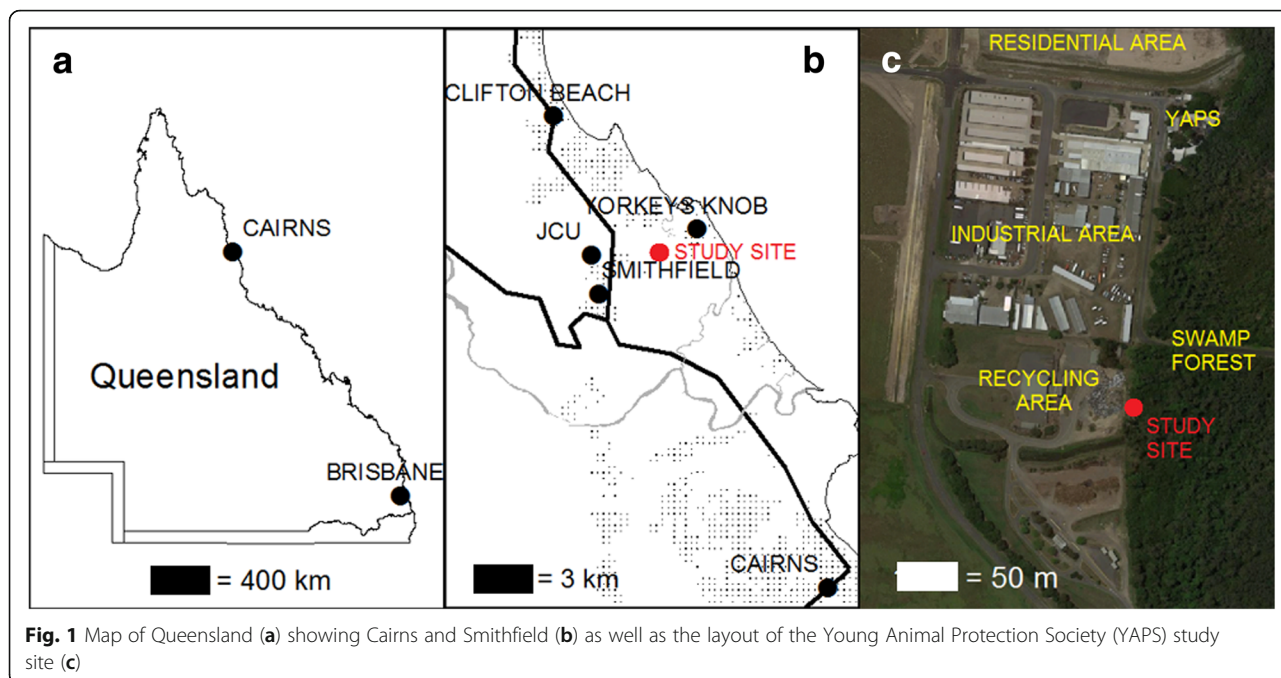 a
CAIRNS
Queensland
BRISBANE
= 400 km
b
CLIFTON BEACH
YORKEYS KNOB
JCU
STUDY SITE
SMITHFIELD
CAIRNS
= 3 km
c
RESIDENTIAL AREA
YAPS
INDUSTRIAL AREA
SWAMP
FOREST
RECYCLING
AREA
STUDY
SITE
= 50 m
Fig. 1 Map of Queensland (a) showing Cairns and Smithfield (b) as well as the layout of the Young Animal Protection Society (YAPS) study
site (c)